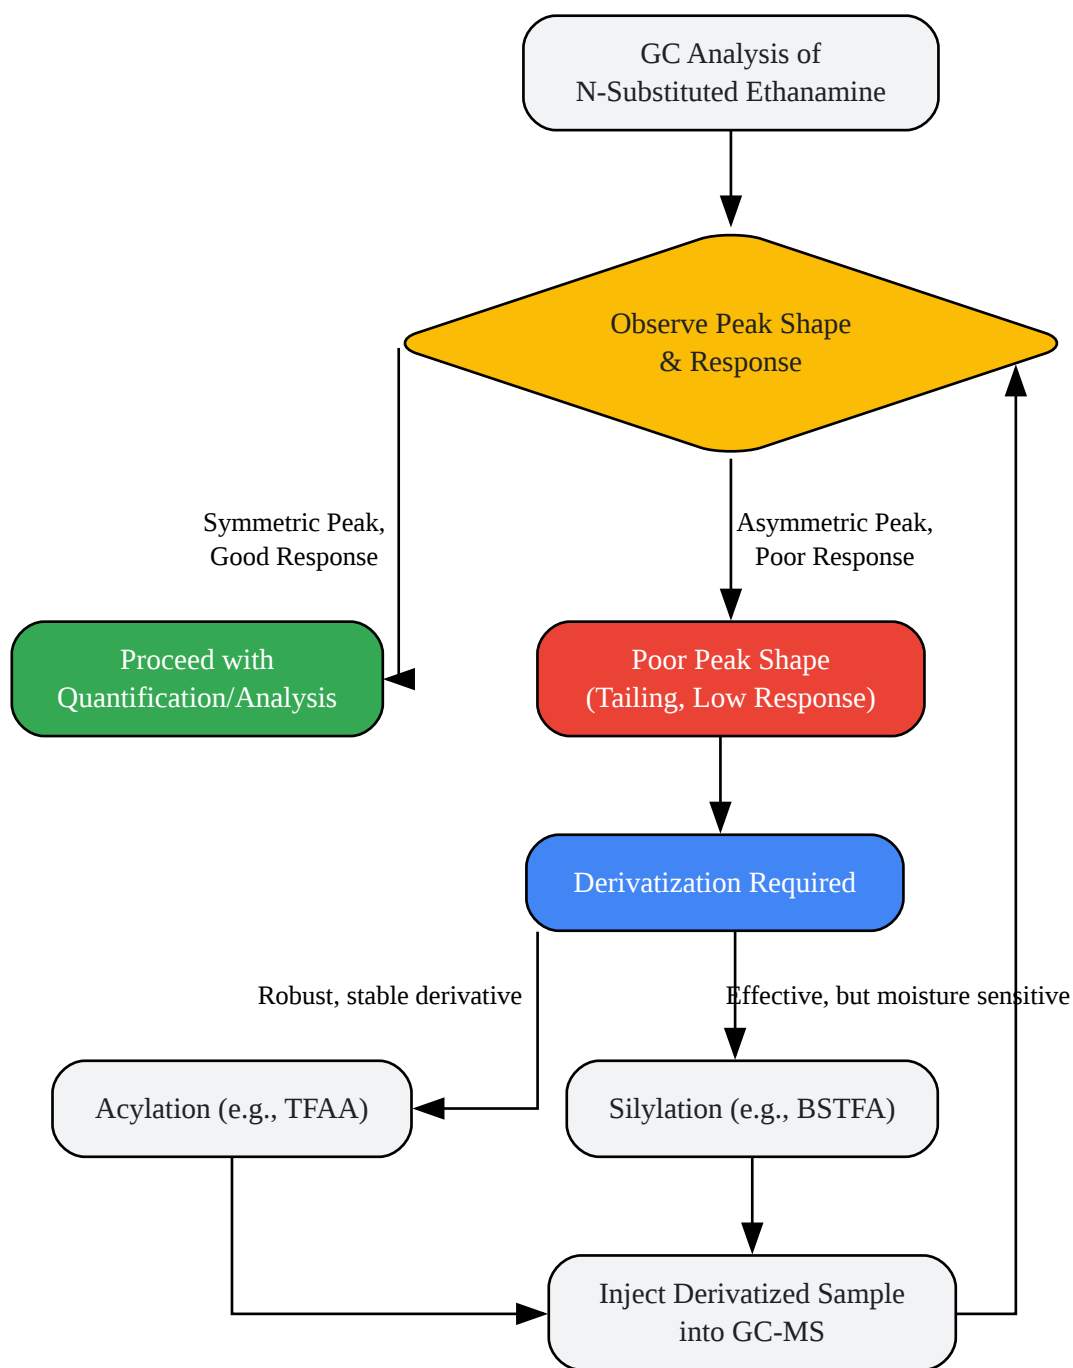 GC Analysis of
N-Substituted Ethanamine
Observe Peak Shape
& Response
Symmetric Peak,
Good Response
Asymmetric Peak,
Poor Response
Proceed with
Quantification/Analysis
Poor Peak Shape
(Tailing, Low Response)
Derivatization Required
Robust, stable derivative
Effective, but moisture sensitive
Acylation (e.g., TFAA)
Silylation (e.g., BSTFA)
Inject Derivatized Sample
into GC-MS